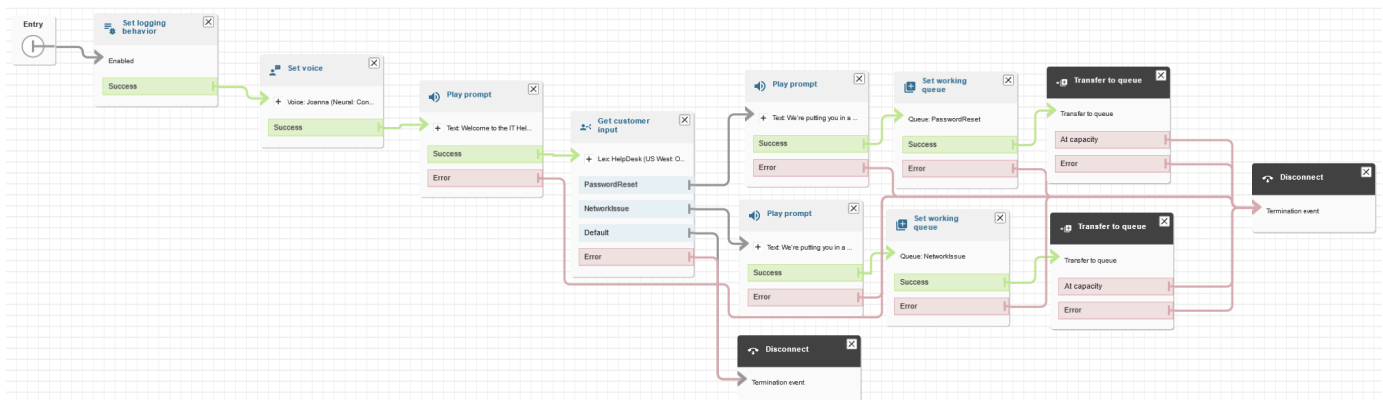 Entry
Set logging
behavior
Enabled
Success
Set voice
+ Voice: Joanna (Neural: Con...
Success
Play prompt
+ Text: Welcome to the IT Hel...
Success
Error
Get customer
input
+ Lex: HelpDesk (US West: O...
PasswordReset
NetworkIssue
Default
Error
Play prompt
+ Text: We're putting you in a ...
Success
Error
Set working
queue
Queue: PasswordReset
Success
Error
Transfer to queue
Transfer to queue
At capacity
Error
Play prompt
+ Text: We're putting you in a ...
Success
Error
Set working
queue
Queue: NetworkIssue
Success
Error
Transfer to queue
Transfer to queue
At capacity
Error
Disconnect
Termination event
Disconnect
Termination event